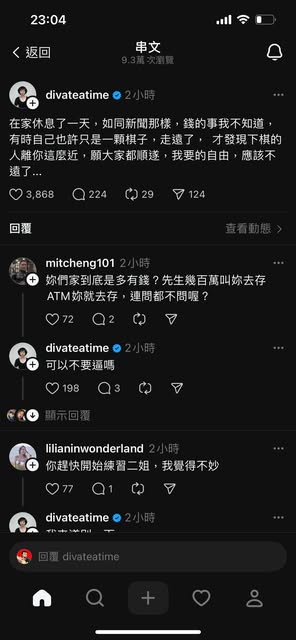 23:04
返回
串文
9.3萬 次瀏覽
divateatime 2小時
在家休息了一天，如同新聞那樣，錢的事我不知道，
有時自己也許只是一顆棋子，走遠了， 才發現下棋的
人離你這麼近，願大家都順遂，我要的自由，應該不
遠了...
3,868 224 29 124
回覆
查看動態
mitcheng101 2小時
妳們家到底是多有錢？先生幾百萬叫妳去存
ATM妳就去存，連問都不問喔？
72 2
divateatime 2小時
可以不要逼嗎
198 3
顯示回覆
lilianinwonderland 2小時
你趕快開始練習二姐，我覺得不妙
77 1
divateatime 2小時
回覆 divateatime